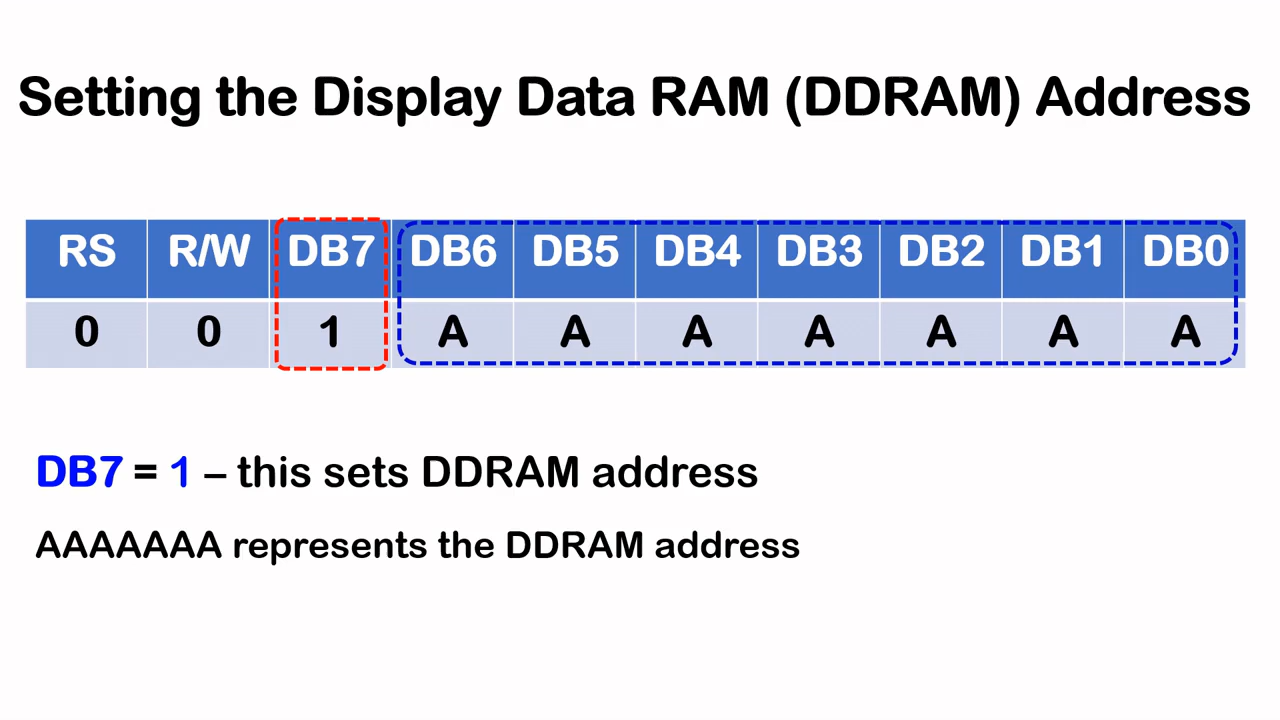 Setting the Display Data RAM (DDRAM) Address
RS R/W DB7 DB6 DB5 DB4 DB3 DB2 DB1 DB0
0 0 1 A A A A A A A
DB7 = 1 – this sets DDRAM address
AAAAAAA represents the DDRAM address